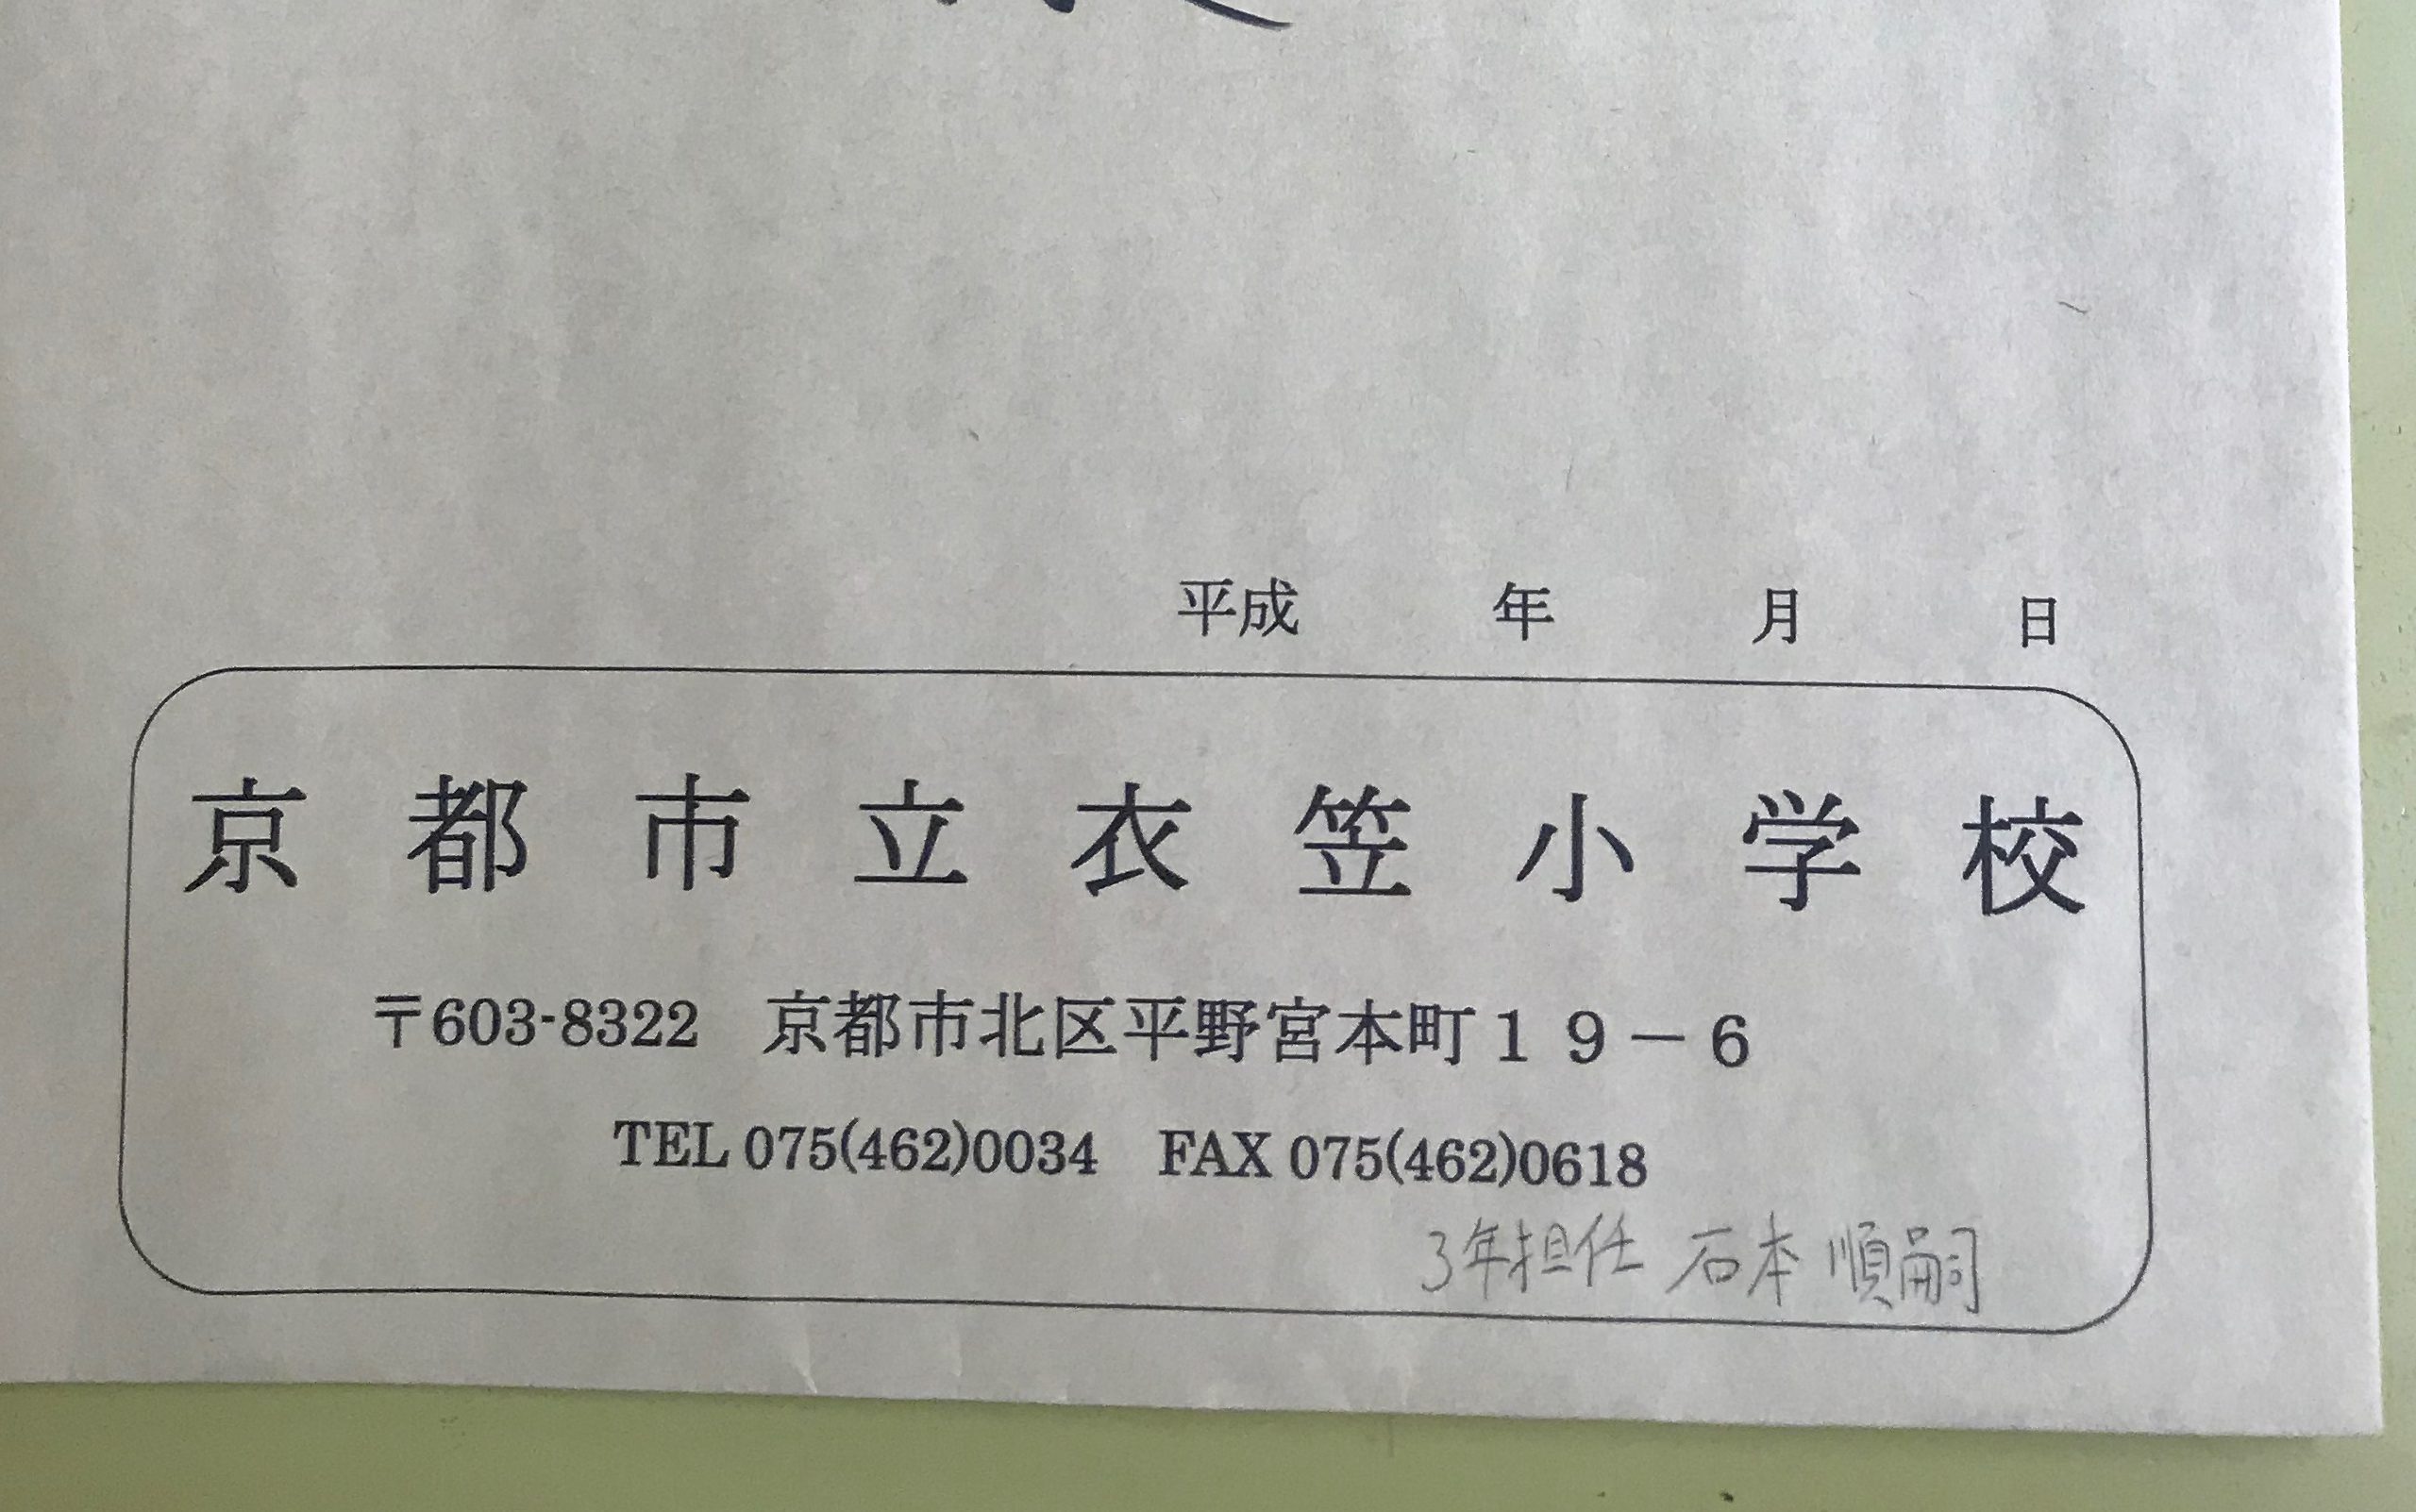 平成　　　年　　　月　　　日
京都市立衣笠小学校
〒603-8322　京都市北区平野宮本町１９－６
TEL 075(462)0034　FAX 075(462)0618
3年担任 石本 順嗣